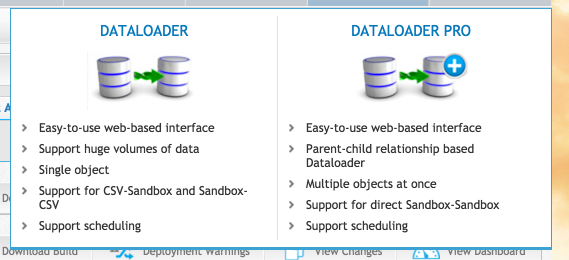 DATALOADER
Easy-to-use web-based interface
Support huge volumes of data
Single object
Support for CSV-Sandbox and Sandbox-
CSV
Support scheduling
DATALOADER PRO
Easy-to-use web-based interface
Parent-child relationship based
Dataloader
Multiple objects at once
Support for direct Sandbox-Sandbox
Support scheduling
Download Build
Deployment Warnings
View Changes
View Dashboard